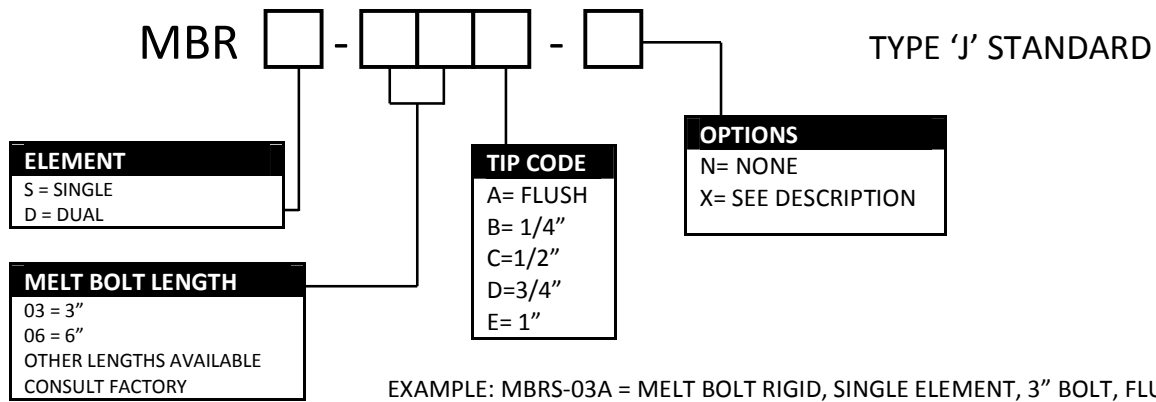 MBR - - TYPE ‘J’ STANDARD
ELEMENT
S = SINGLE
D = DUAL
MELT BOLT LENGTH
03 = 3”
06 = 6”
OTHER LENGTHS AVAILABLE
CONSULT FACTORY
TIP CODE
A= FLUSH
B= 1/4”
C=1/2”
D=3/4”
E= 1”
OPTIONS
N= NONE
X= SEE DESCRIPTION
EXAMPLE: MBRS-03A = MELT BOLT RIGID, SINGLE ELEMENT, 3” BOLT,